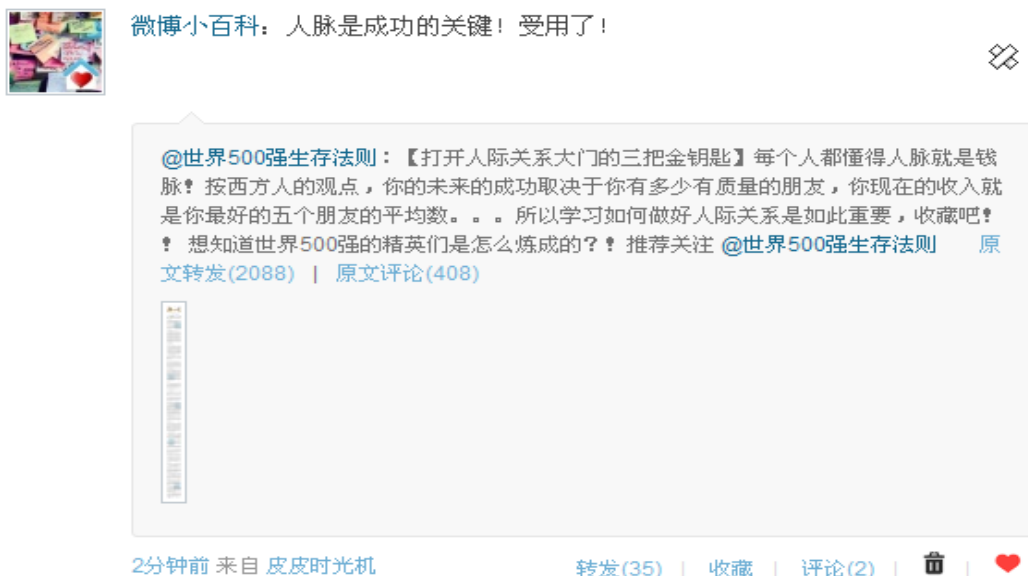 微博小百科：人脉是成功的关键！受用了！
@世界500强生存法则：【打开人际关系大门的三把金钥匙】每个人都懂得人脉就是钱
脉！按西方人的观点，你的未来的成功取决于你有多少有质量的朋友，你现在的收入就
是你最好的五个朋友的平均数。。。所以学习如何做好人际关系是如此重要，收藏吧！
！ 想知道世界500强的精英们是怎么炼成的？！推荐关注 @世界500强生存法则 原
文转发(2088) | 原文评论(408)
2分钟前 来自 皮皮时光机 转发(35) | 收藏 | 评论(2) | |